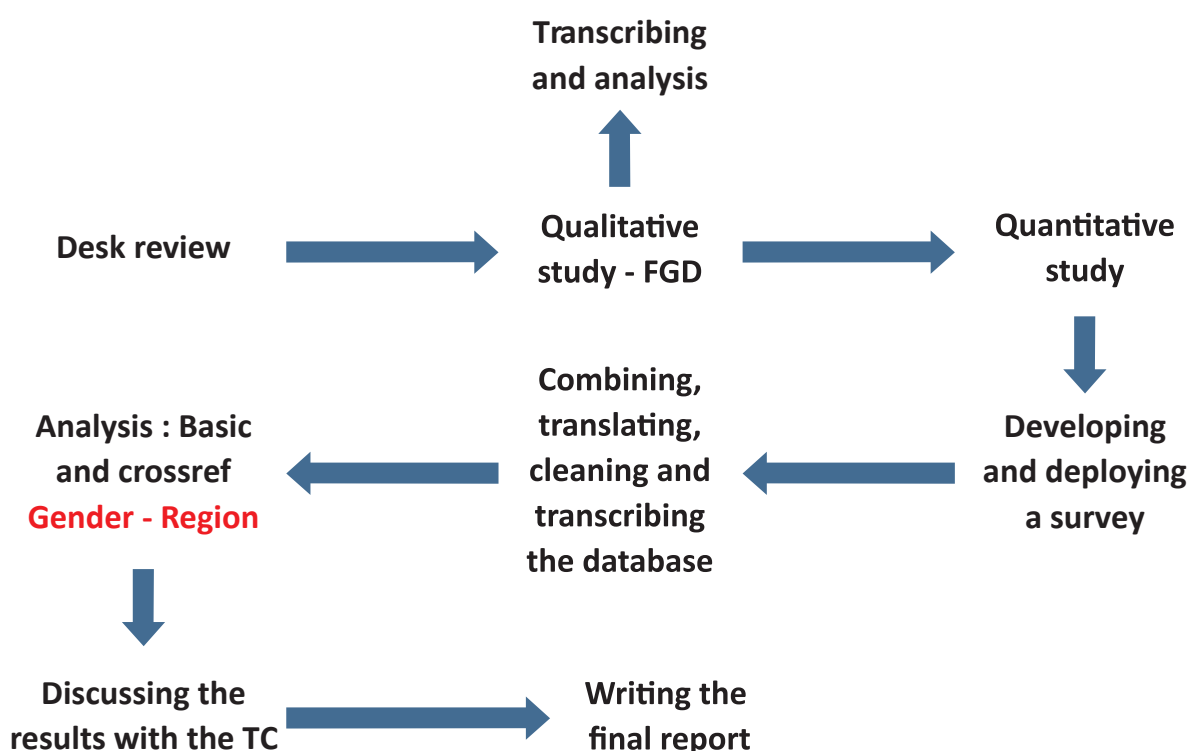 Transcribing
and analysis
Desk review
Qualitative
study - FGD
Quantitative
study
Developing
and deploying
a survey
Combining,
translating,
cleaning and
transcribing
the database
Analysis : Basic
and crossref
Gender - Region
Discussing the
results with the TC
Writing the
final report